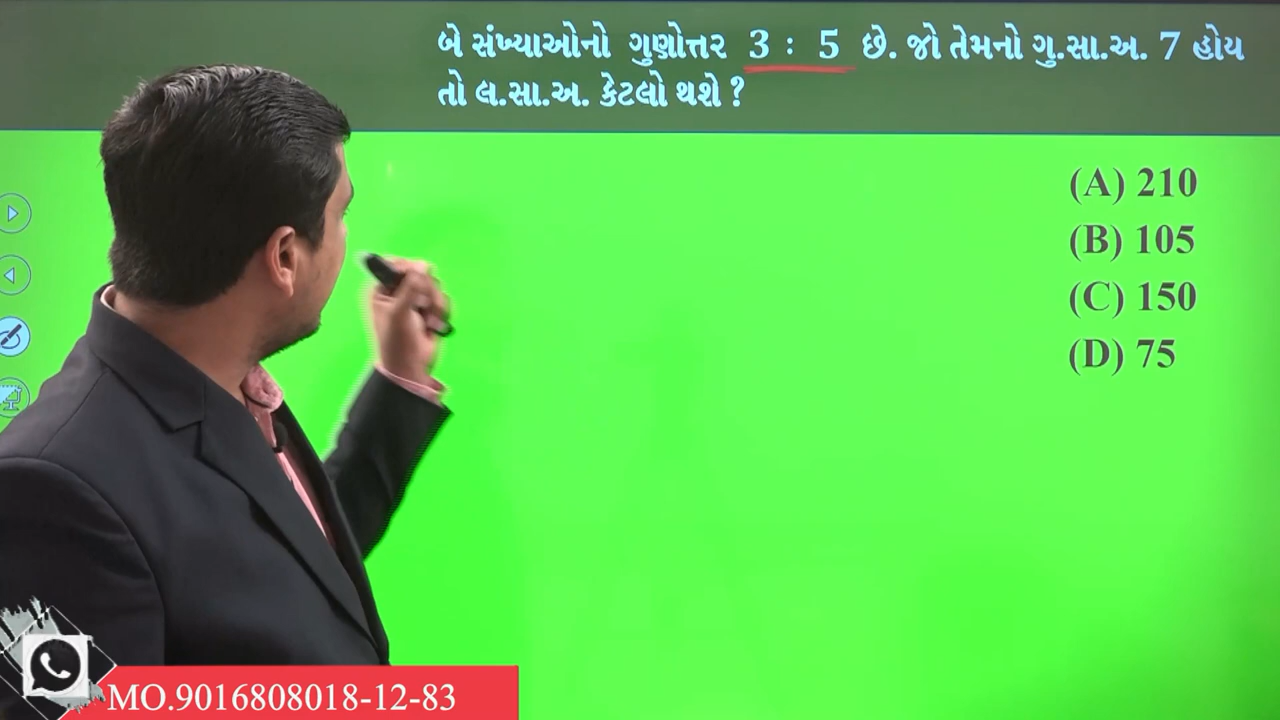 બે સંખ્યાઓનો ગુણોત્તર 3 : 5 છે. જો તેમનો ગુ.સા.અ. 7 હોય
તો લ.સા.અ. કેટલો થશે ?
(A) 210
(B) 105
(C) 150
(D) 75
MO.9016808018-12-83